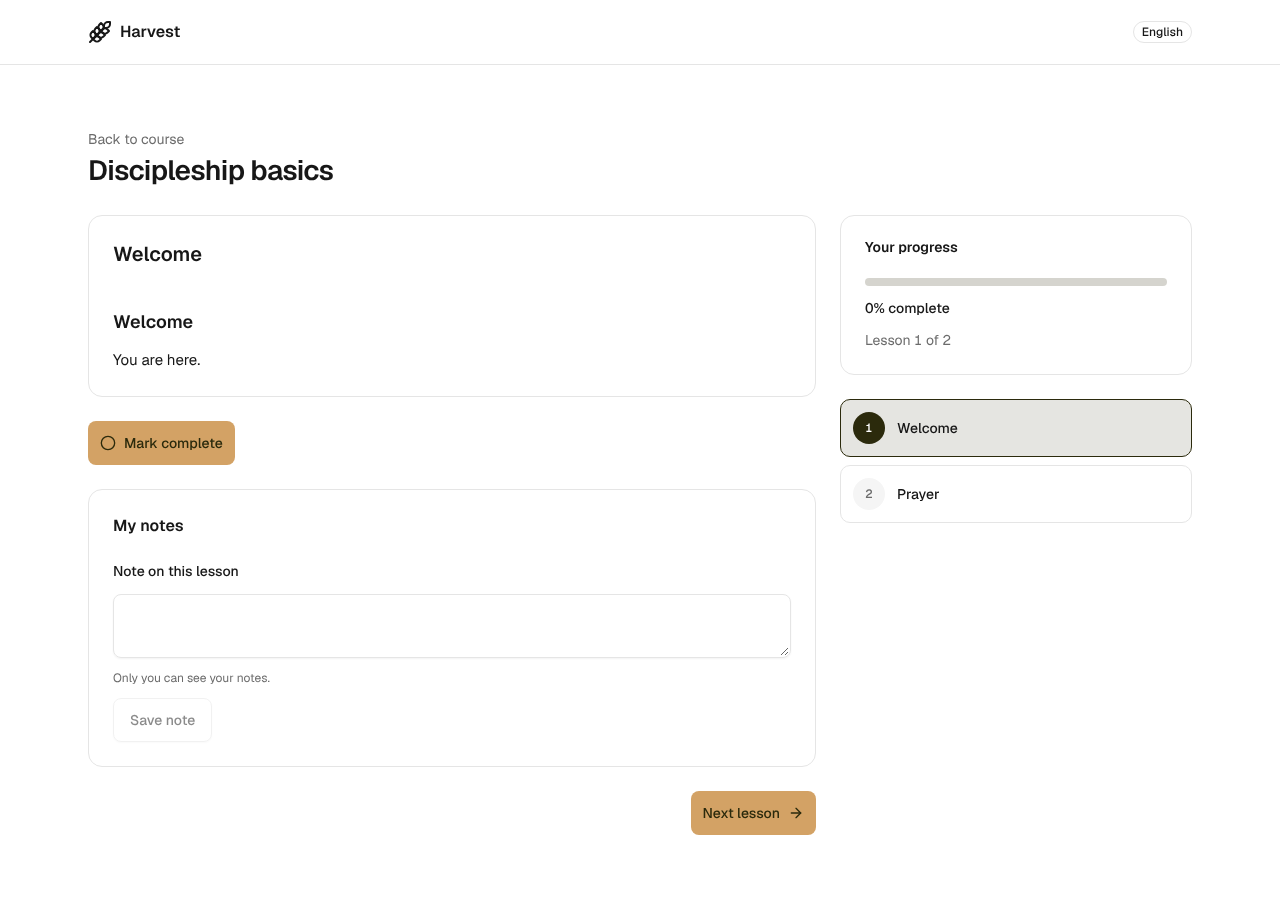 Harvest
English
Back to course
Discipleship basics
Welcome
Welcome
You are here.
Mark complete
My notes
Note on this lesson
Only you can see your notes.
Save note
Next lesson
Your progress
0% complete
Lesson 1 of 2
1 Welcome
2 Prayer